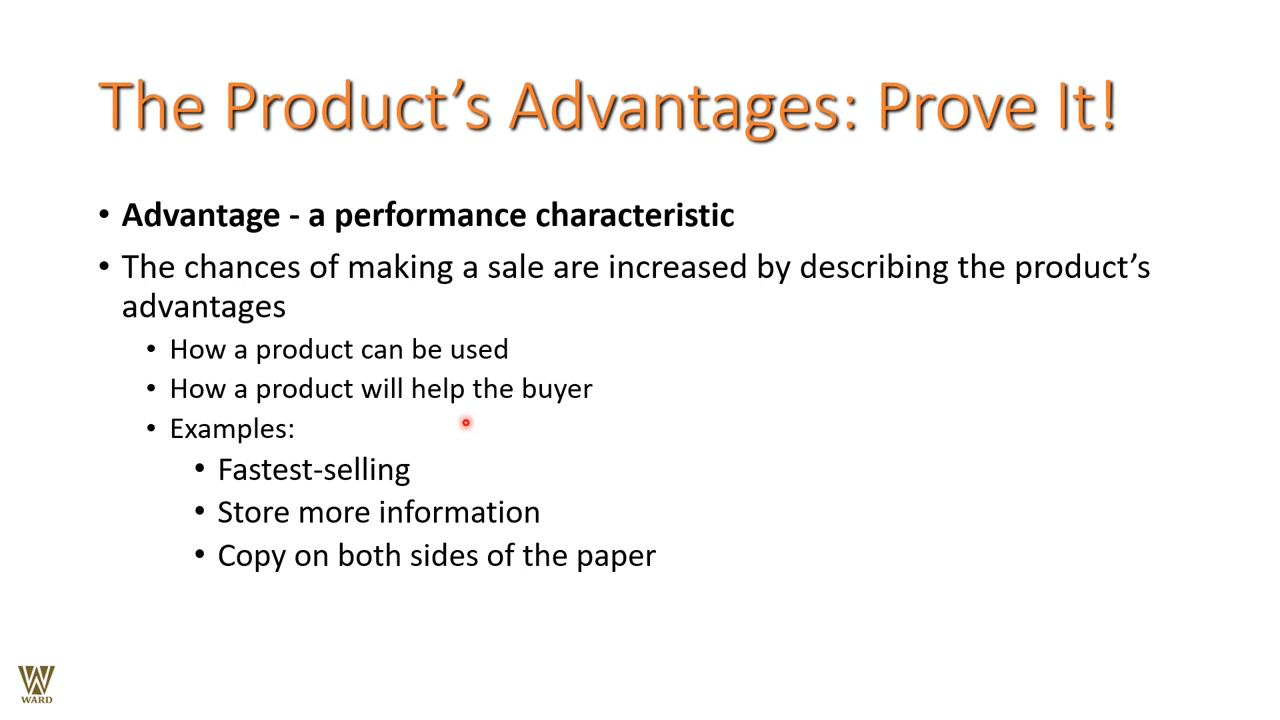 The Product’s Advantages: Prove It!
• Advantage - a performance characteristic
• The chances of making a sale are increased by describing the product’s
advantages
• How a product can be used
• How a product will help the buyer
• Examples:
• Fastest-selling
• Store more information
• Copy on both sides of the paper
WARD